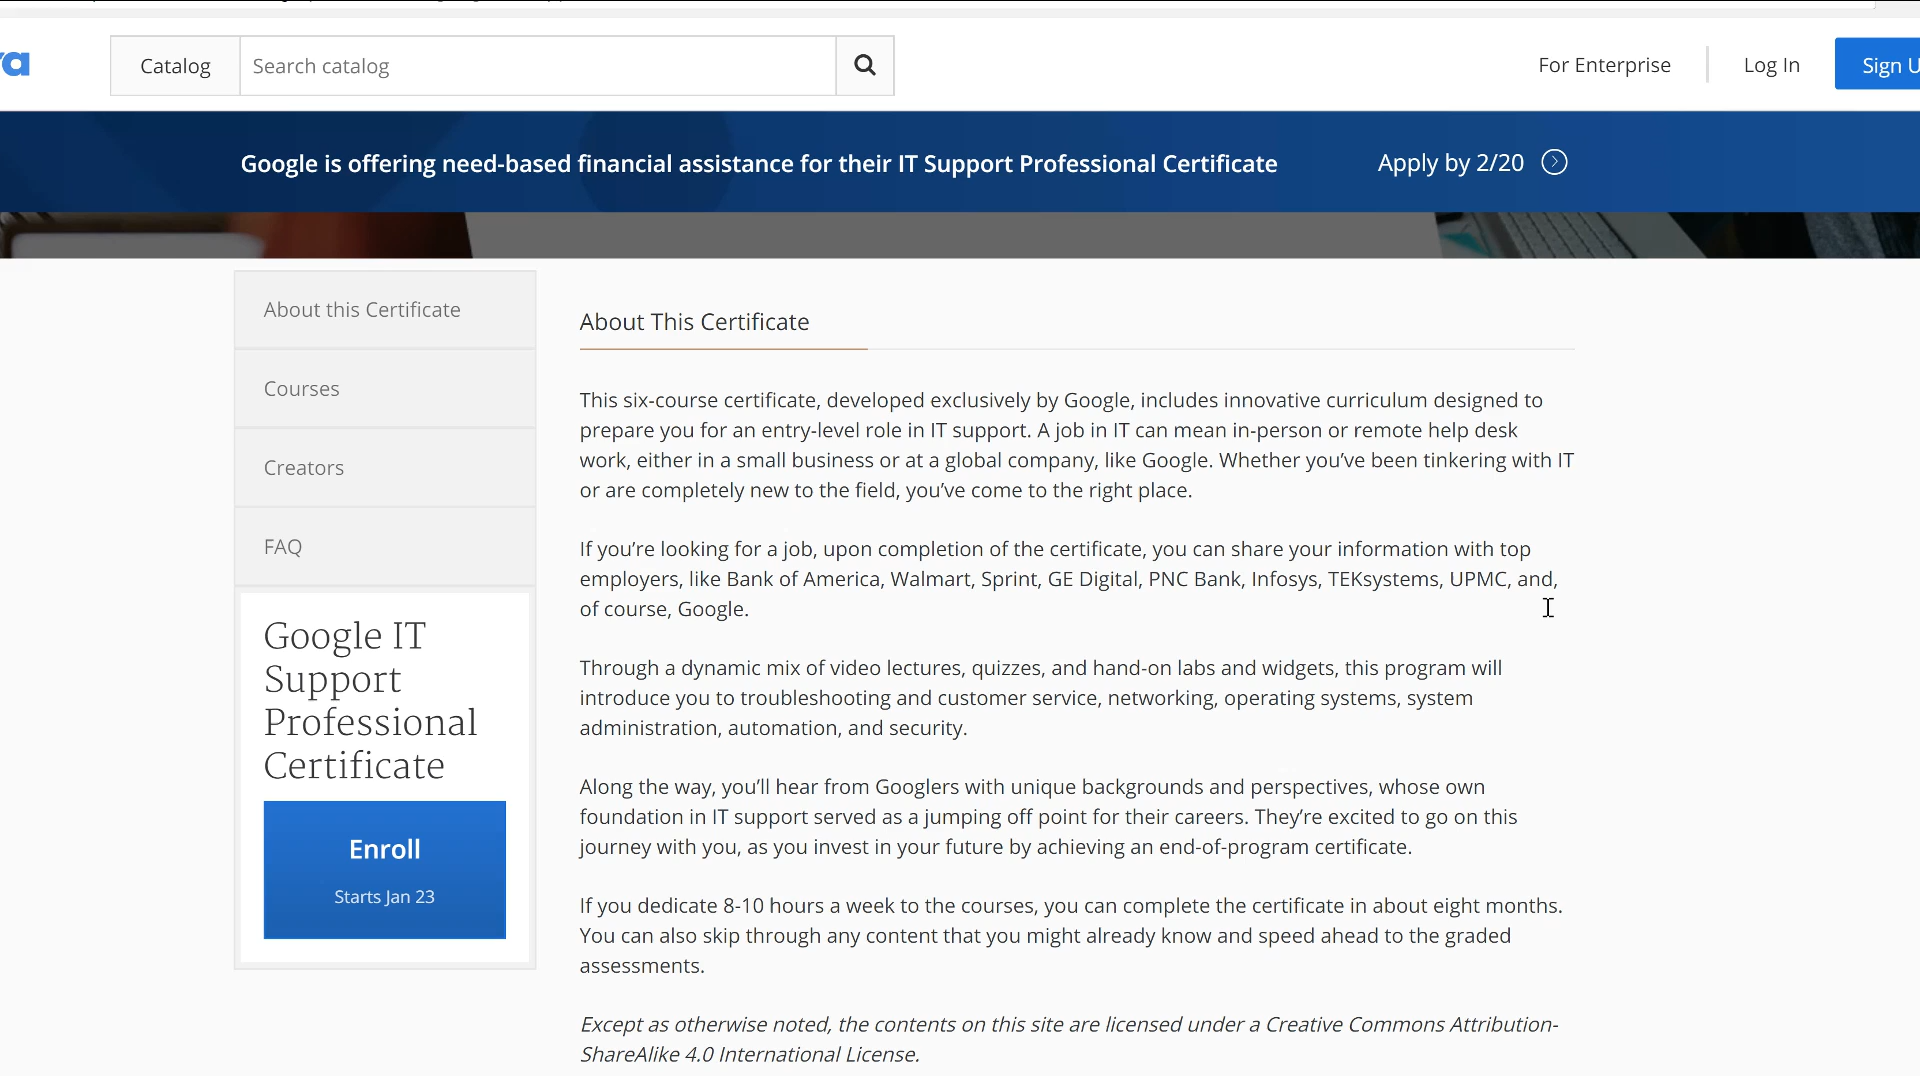 Catalog
Search catalog
For Enterprise
Log In
Sign U
Google is offering need-based financial assistance for their IT Support Professional Certificate
Apply by 2/20
About this Certificate
Courses
Creators
FAQ
Google IT
Support
Professional
Certificate
Enroll
Starts Jan 23
About This Certificate
This six-course certificate, developed exclusively by Google, includes innovative curriculum designed to
prepare you for an entry-level role in IT support. A job in IT can mean in-person or remote help desk
work, either in a small business or at a global company, like Google. Whether you’ve been tinkering with IT
or are completely new to the field, you’ve come to the right place.
If you’re looking for a job, upon completion of the certificate, you can share your information with top
employers, like Bank of America, Walmart, Sprint, GE Digital, PNC Bank, Infosys, TEKsystems, UPMC, and,
of course, Google.
Through a dynamic mix of video lectures, quizzes, and hand-on labs and widgets, this program will
introduce you to troubleshooting and customer service, networking, operating systems, system
administration, automation, and security.
Along the way, you’ll hear from Googlers with unique backgrounds and perspectives, whose own
foundation in IT support served as a jumping off point for their careers. They’re excited to go on this
journey with you, as you invest in your future by achieving an end-of-program certificate.
If you dedicate 8-10 hours a week to the courses, you can complete the certificate in about eight months.
You can also skip through any content that you might already know and speed ahead to the graded
assessments.
Except as otherwise noted, the contents on this site are licensed under a Creative Commons Attribution-
ShareAlike 4.0 International License.